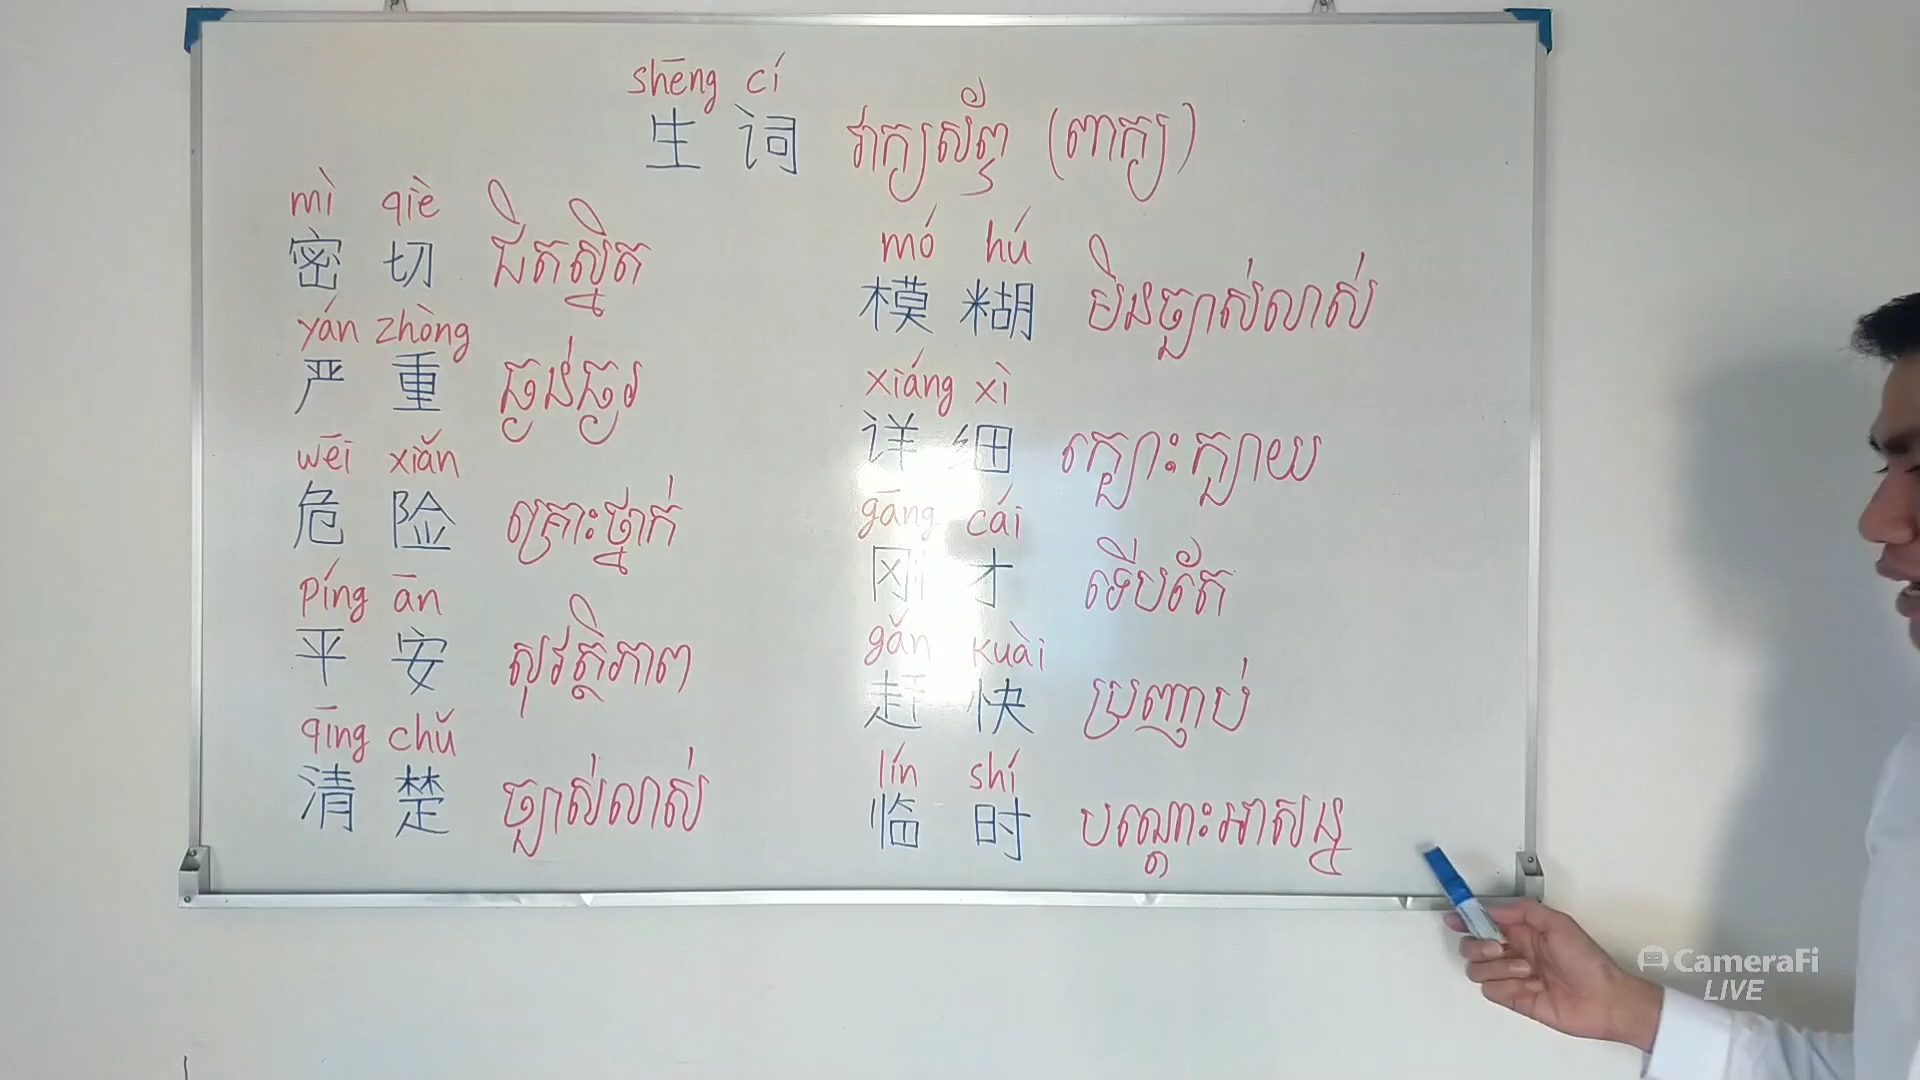 shēng cí
生 词 វាក្យស័ព្ទ (ពាក្យ)
mì qiè
密 切 ជិតស្និត
yán zhòng
严 重 ធ្ងន់ធ្ងរ
wēi xiǎn
危 险 គ្រោះថ្នាក់
píng ān
平 安 សុវត្ថិភាព
qīng chǔ
清 楚 ច្បាស់លាស់
mó hú
模 糊 មិនច្បាស់លាស់
xiáng xì
详 细 ក្បោះក្បាយ
gāng cái
刚 才 ទើបតែ
gǎn kuài
赶 快 ប្រញាប់
lín shí
临 时 បណ្តោះអាសន្ន
CameraFi
LIVE